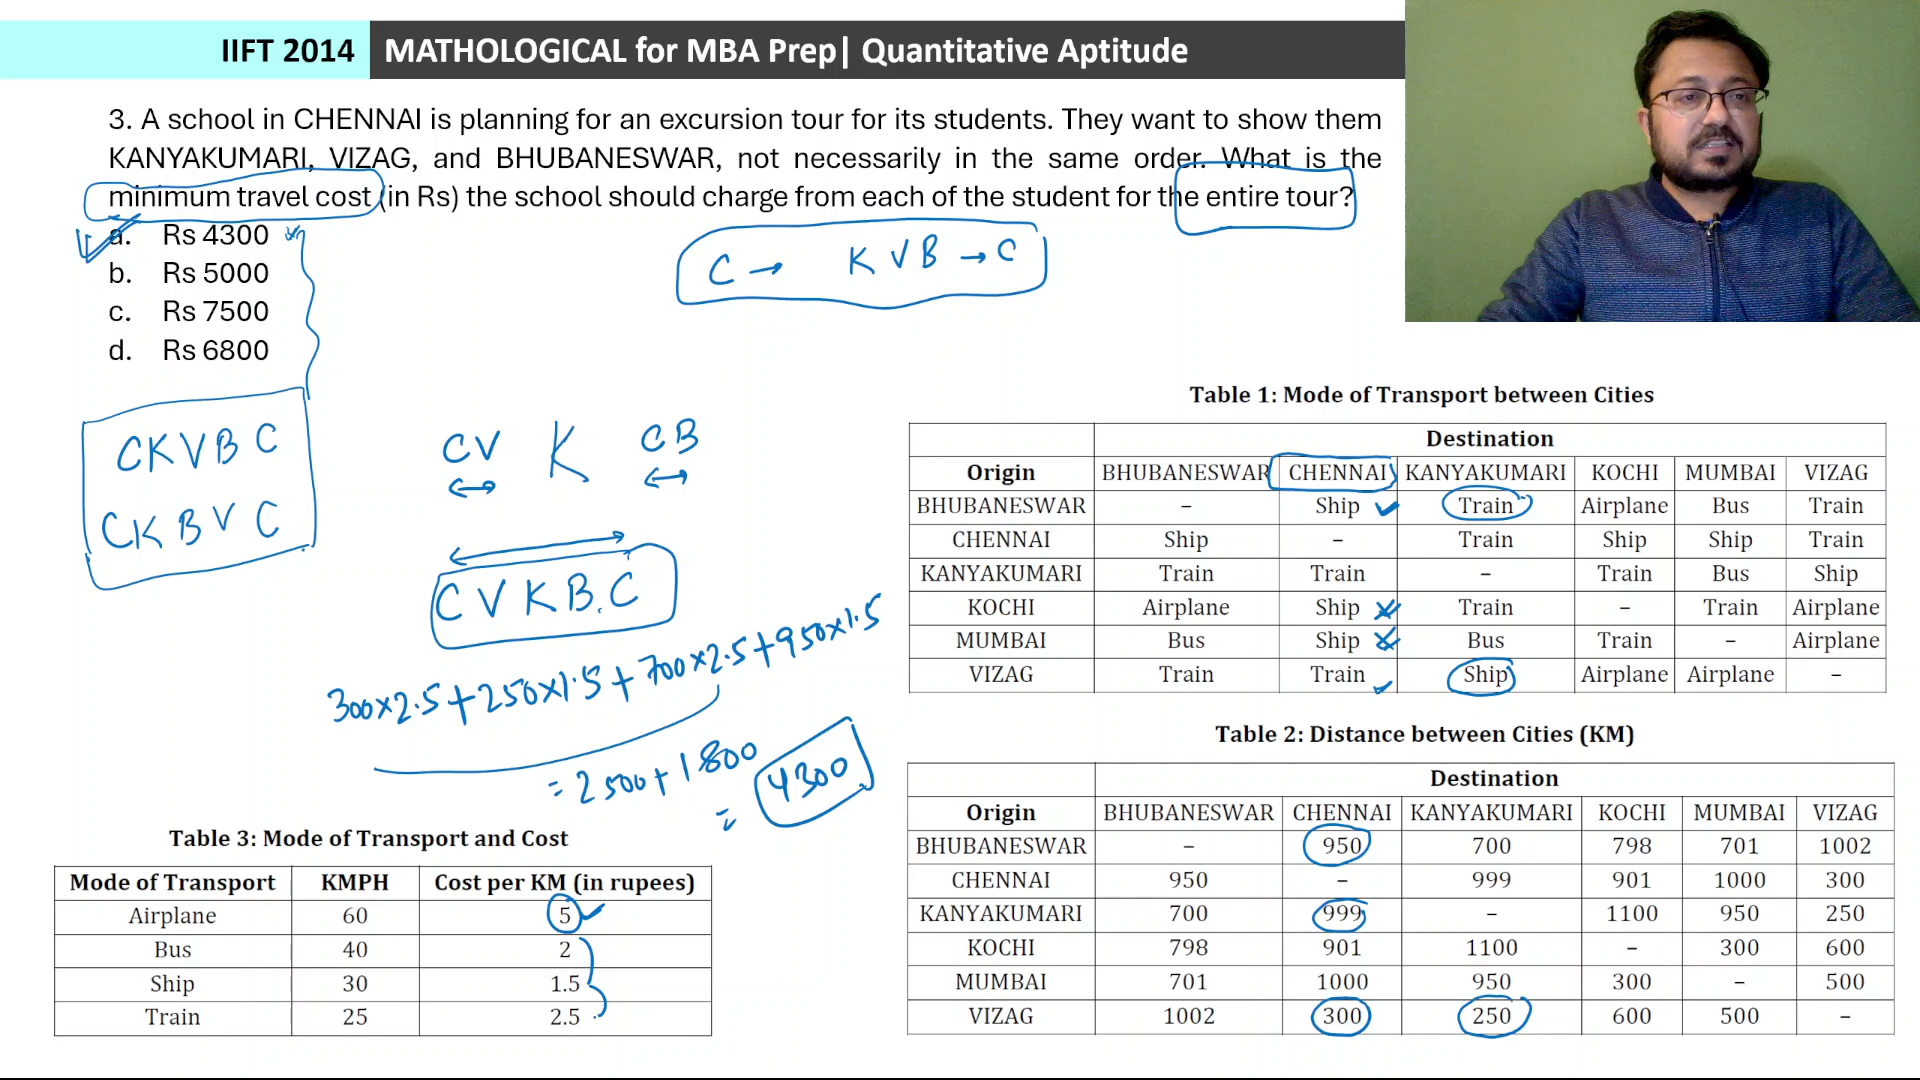 IIFT 2014 MATHOLOGICAL for MBA Prep| Quantitative Aptitude
3. A school in CHENNAI is planning for an excursion tour for its students. They want to show them
KANYAKUMARI, VIZAG, and BHUBANESWAR, not necessarily in the same order. What is the
minimum travel cost (in Rs) the school should charge from each of the student for the entire tour?
a. Rs 4300
b. Rs 5000
c. Rs 7500
d. Rs 6800
C → K V B → C
C K V B C
C K B V C
CV K CB
C V K B.C
300×2.5+250×1.5+700×2.5+950×1.5
= 2500+1800
= 4300
Table 1: Mode of Transport between Cities
Destination
Origin BHUBANESWAR CHENNAI KANYAKUMARI KOCHI MUMBAI VIZAG
BHUBANESWAR – Ship Train Airplane Bus Train
CHENNAI Ship – Train Ship Ship Train
KANYAKUMARI Train Train – Train Bus Ship
KOCHI Airplane Ship Train – Train Airplane
MUMBAI Bus Ship Bus Train – Airplane
VIZAG Train Train Ship Airplane Airplane –
Table 2: Distance between Cities (KM)
Destination
Origin BHUBANESWAR CHENNAI KANYAKUMARI KOCHI MUMBAI VIZAG
BHUBANESWAR – 950 700 798 701 1002
CHENNAI 950 – 999 901 1000 300
KANYAKUMARI 700 999 – 1100 950 250
KOCHI 798 901 1100 – 300 600
MUMBAI 701 1000 950 300 – 500
VIZAG 1002 300 250 600 500 –
Table 3: Mode of Transport and Cost
Mode of Transport KMPH Cost per KM (in rupees)
Airplane 60 5
Bus 40 2
Ship 30 1.5
Train 25 2.5